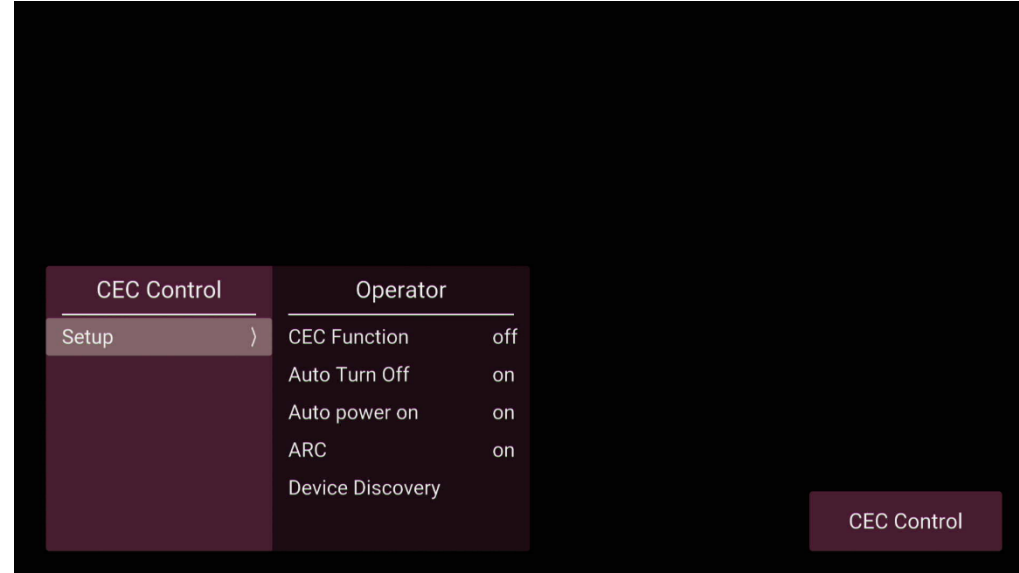 CEC Control
Setup 〉
Operator
CEC Function off
Auto Turn Off on
Auto power on on
ARC on
Device Discovery
CEC Control